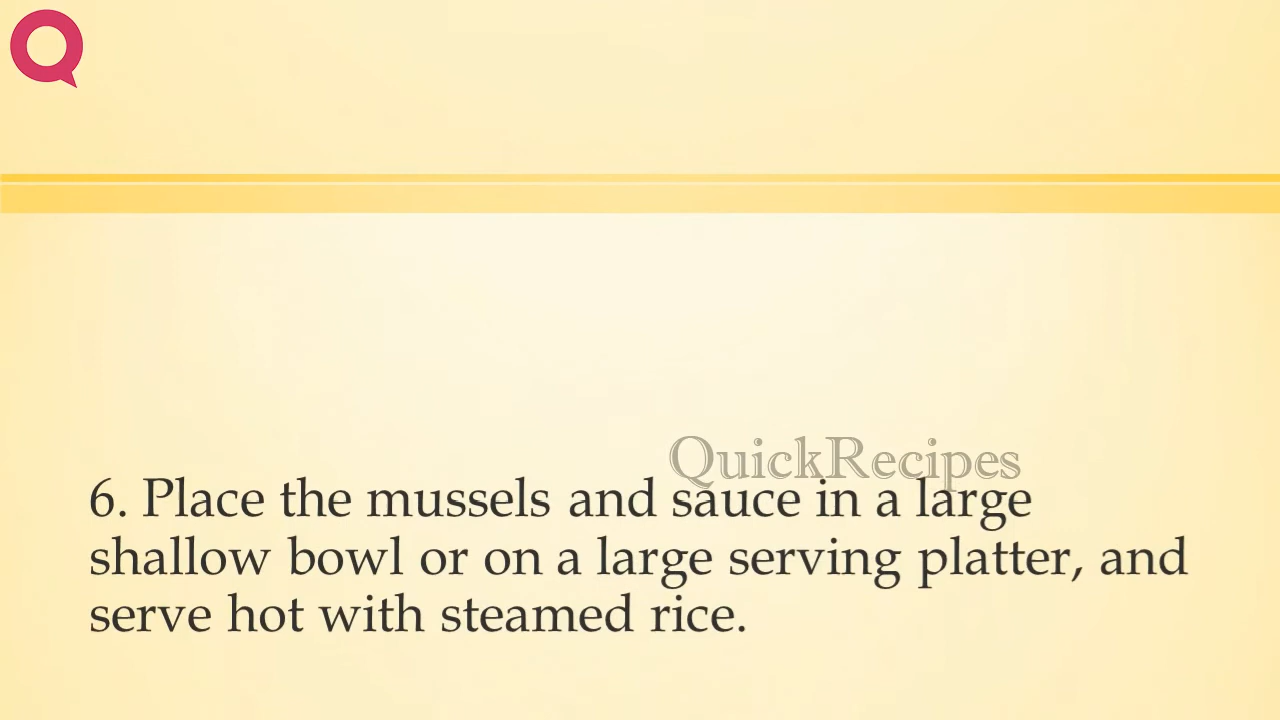 QuickRecipes
6. Place the mussels and sauce in a large
shallow bowl or on a large serving platter, and
serve hot with steamed rice.